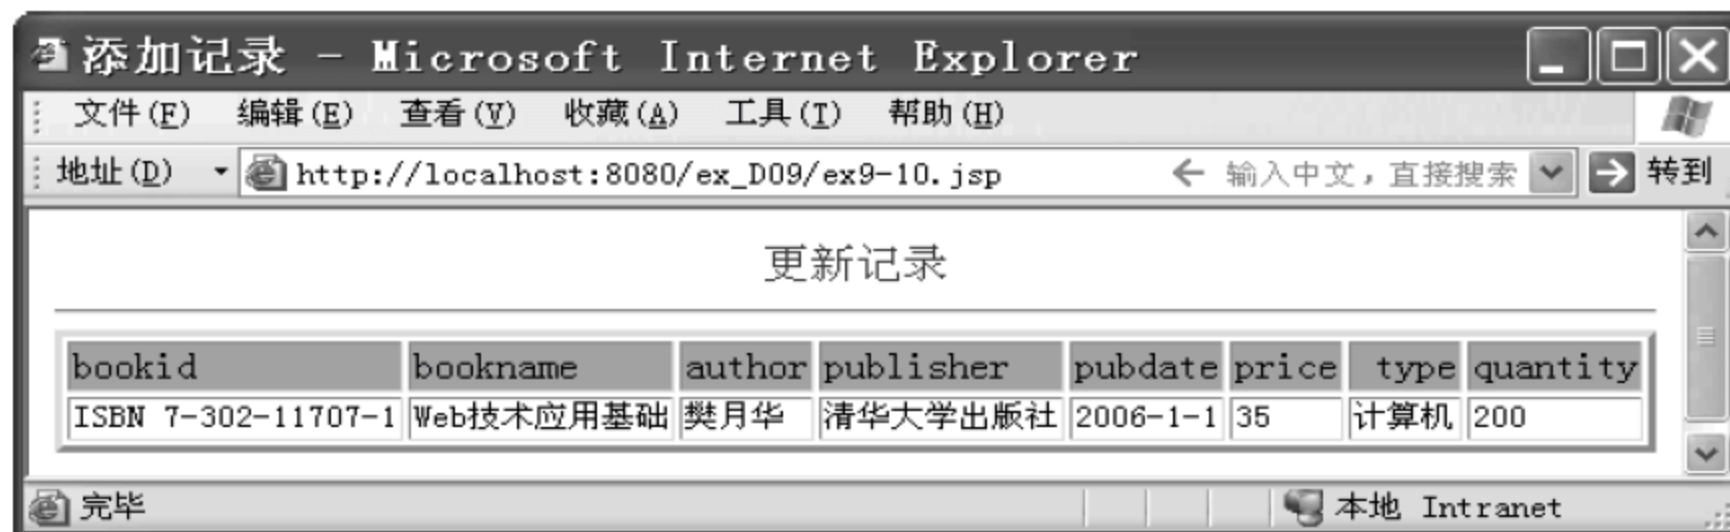 添加记录 - Microsoft Internet Explorer
文件(F) 编辑(E) 查看(V) 收藏(A) 工具(T) 帮助(H)
地址(D) http://localhost:8080/ex_D09/ex9-10.jsp ← 输入中文，直接搜索 转到
更新记录
bookid bookname author publisher pubdate price type quantity
ISBN 7-302-11707-1 Web技术应用基础 樊月华 清华大学出版社 2006-1-1 35 计算机 200
完毕 本地 Intranet